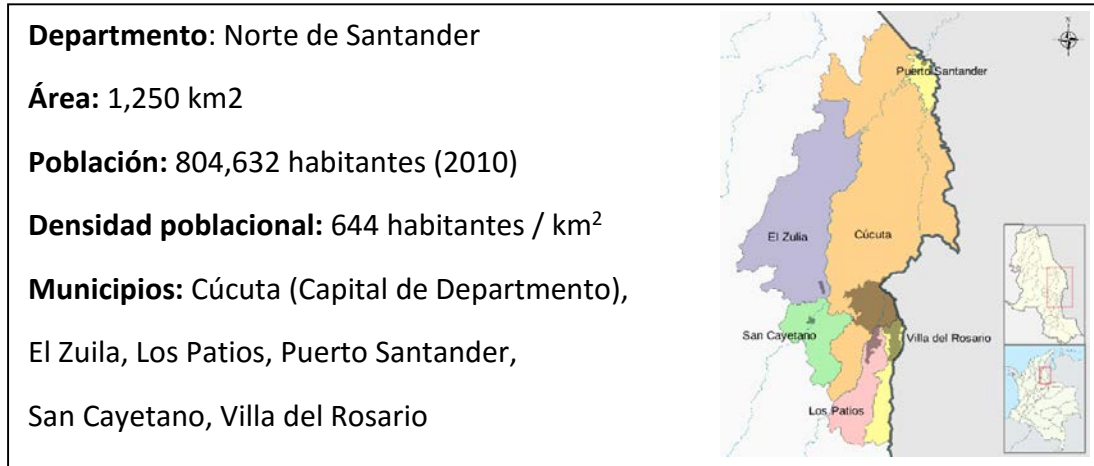 Departmento: Norte de Santander
Área: 1,250 km2
Población: 804,632 habitantes (2010)
Densidad poblacional: 644 habitantes / km²
Municipios: Cúcuta (Capital de Departmento),
El Zuila, Los Patios, Puerto Santander,
San Cayetano, Villa del Rosario
N
Puerto Santander
El Zulia
Cúcuta
San Cayetano
Villa del Rosario
Los Patios